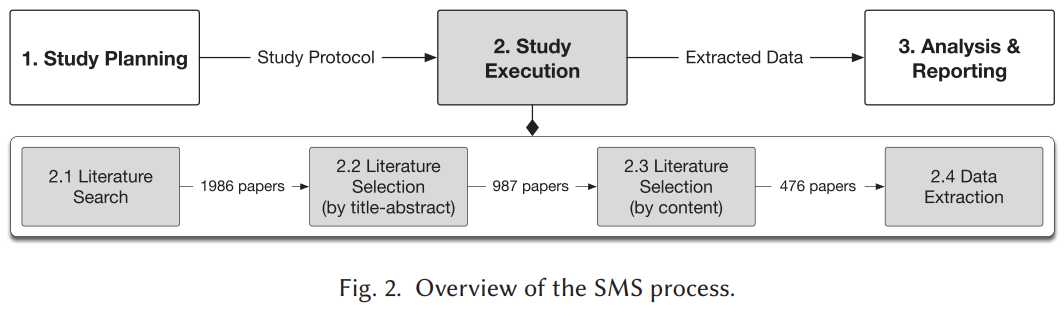 1. Study Planning
Study Protocol
2. Study
Execution
Extracted Data
3. Analysis &
Reporting
2.1 Literature
Search
1986 papers
2.2 Literature
Selection
(by title-abstract)
987 papers
2.3 Literature
Selection
(by content)
476 papers
2.4 Data
Extraction
Fig. 2. Overview of the SMS process.